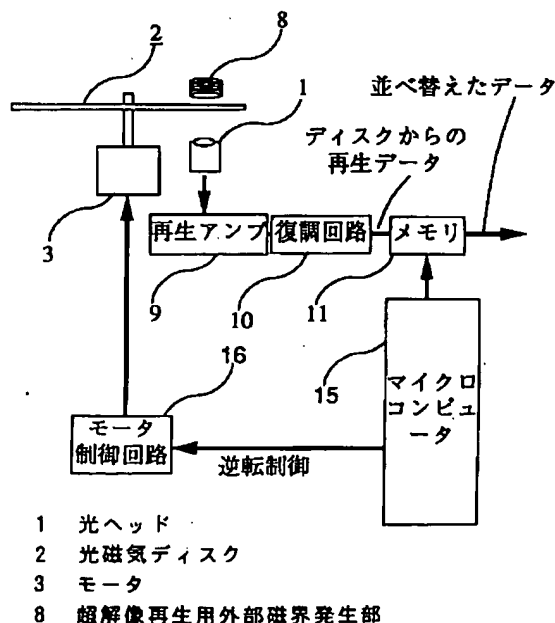 2
8
1
並べ替えたデータ
ディスクからの
再生データ
3
再生アンプ
復調回路
メモリ
9
10
11
16
15
マイクロ
コンピュ
ータ
モータ
制御回路
逆転制御
1 光ヘッド
2 光磁気ディスク
3 モータ
8 超解像再生用外部磁界発生部